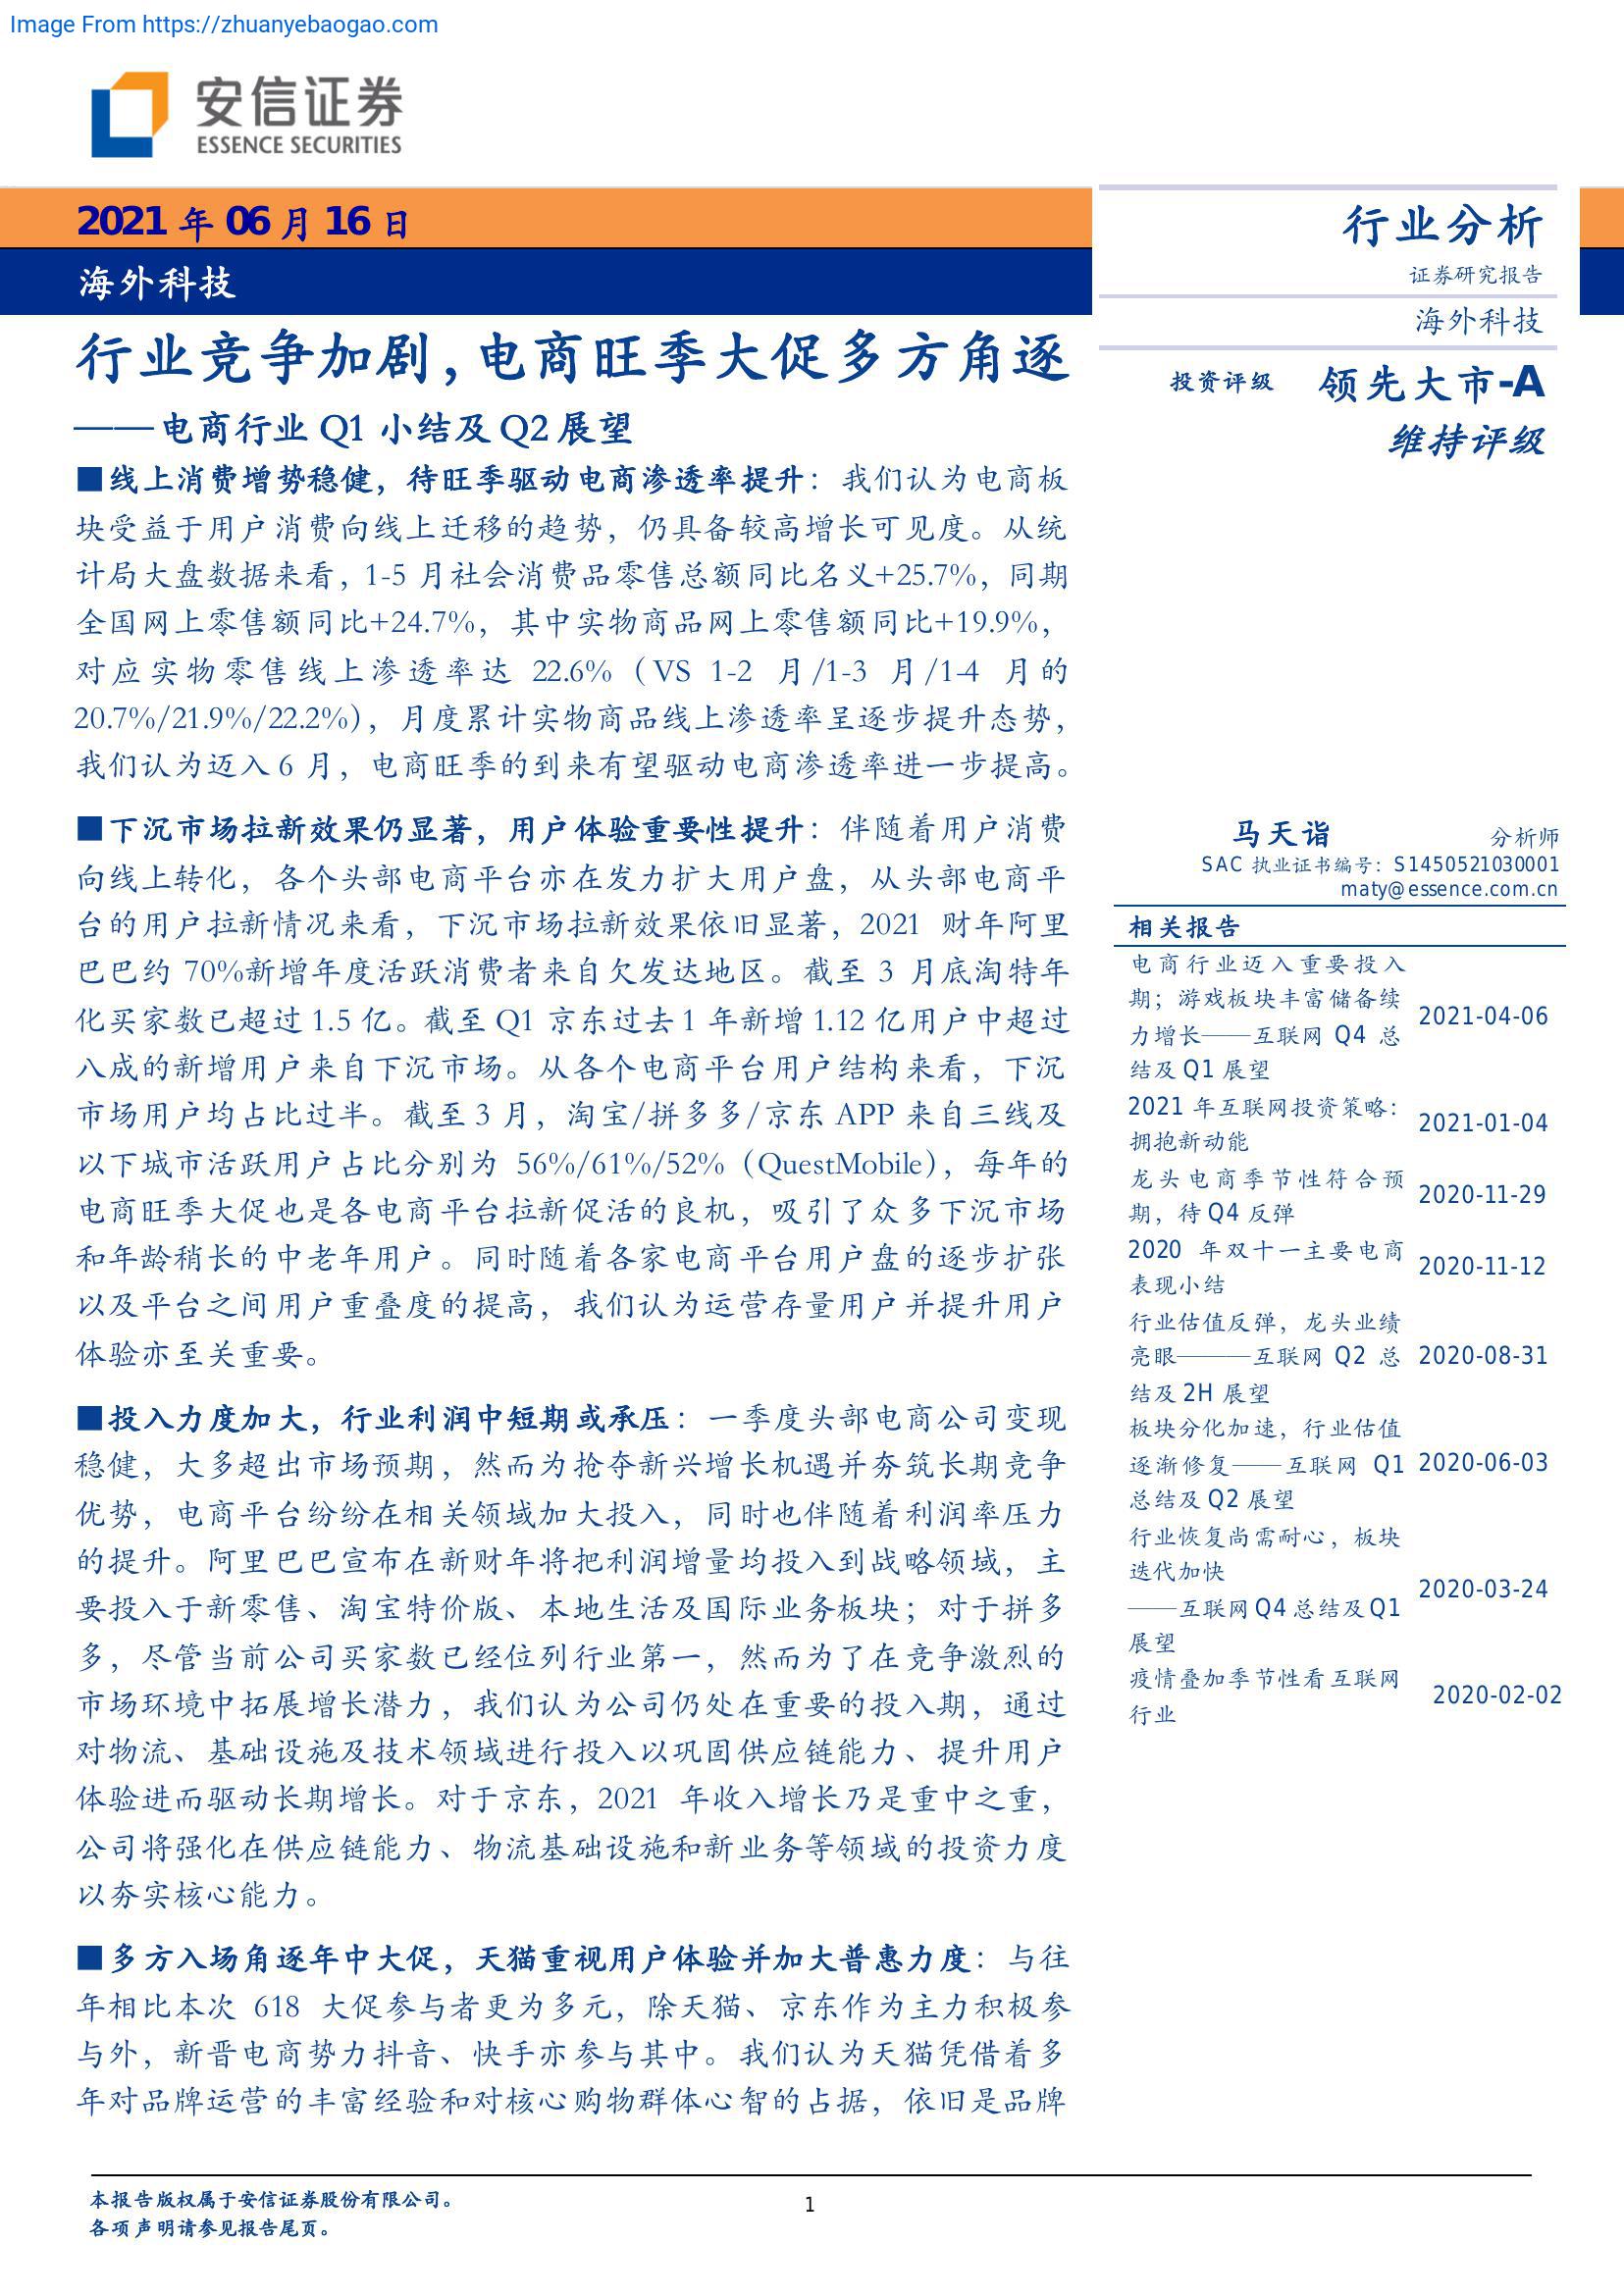 Image From https://zhuanyebaogao.com
安信证券
ESSENCE SECURITIES
2021 年 06 月 16 日
海外科技
行业分析
证券研究报告
海外科技
投资评级 领先大市-A
维持评级
行业竞争加剧，电商旺季大促多方角逐
——电商行业 Q1 小结及 Q2 展望
■线上消费增势稳健，待旺季驱动电商渗透率提升：我们认为电商板
块受益于用户消费向线上迁移的趋势，仍具备较高增长可见度。从统
计局大盘数据来看，1-5 月社会消费品零售总额同比名义+25.7%，同期
全国网上零售额同比+24.7%，其中实物商品网上零售额同比+19.9%，
对应实物零售线上渗透率达 22.6%（VS 1-2 月/1-3 月/1-4 月的
20.7%/21.9%/22.2%），月度累计实物商品线上渗透率呈逐步提升态势，
我们认为迈入 6 月，电商旺季的到来有望驱动电商渗透率进一步提高。
■下沉市场拉新效果仍显著，用户体验重要性提升：伴随着用户消费
向线上转化，各个头部电商平台亦在发力扩大用户盘，从头部电商平
台的用户拉新情况来看，下沉市场拉新效果依旧显著，2021 财年阿里
巴巴约 70%新增年度活跃消费者来自欠发达地区。截至 3 月底淘特年
化买家数已超过 1.5 亿。截至 Q1 京东过去 1 年新增 1.12 亿用户中超过
八成的新增用户来自下沉市场。从各个电商平台用户结构来看，下沉
市场用户均占比过半。截至 3 月，淘宝/拼多多/京东 APP 来自三线及
以下城市活跃用户占比分别为 56%/61%/52%（QuestMobile），每年的
电商旺季大促也是各电商平台拉新促活的良机，吸引了众多下沉市场
和年龄稍长的中老年用户。同时随着各家电商平台用户盘的逐步扩张
以及平台之间用户重叠度的提高，我们认为运营存量用户并提升用户
体验亦至关重要。
■投入力度加大，行业利润中短期或承压：一季度头部电商公司变现
稳健，大多超出市场预期，然而为抢夺新兴增长机遇并夯筑长期竞争
优势，电商平台纷纷在相关领域加大投入，同时也伴随着利润率压力
的提升。阿里巴巴宣布在新财年将把利润增量均投入到战略领域，主
要投入于新零售、淘宝特价版、本地生活及国际业务板块；对于拼多
多，尽管当前公司买家数已经位列行业第一，然而为了在竞争激烈的
市场环境中拓展增长潜力，我们认为公司仍处在重要的投入期，通过
对物流、基础设施及技术领域进行投入以巩固供应链能力、提升用户
体验进而驱动长期增长。对于京东，2021 年收入增长乃是重中之重，
公司将强化在供应链能力、物流基础设施和新业务等领域的投资力度
以夯实核心能力。
■多方入场角逐年中大促，天猫重视用户体验并加大普惠力度：与往
年相比本次 618 大促参与者更为多元，除天猫、京东作为主力积极参
与外，新晋电商势力抖音、快手亦参与其中。我们认为天猫凭借着多
年对品牌运营的丰富经验和对核心购物群体心智的占据，依旧是品牌
马天诣 分析师
SAC 执业证书编号：S1450521030001
maty@essence.com.cn
相关报告
电商行业迈入重要投入
期；游戏板块丰富储备续
力增长——互联网 Q4 总
结及 Q1 展望
2021-04-06
2021 年互联网投资策略：
拥抱新动能
2021-01-04
龙头电商季节性符合预
期，待 Q4 反弹
2020-11-29
2020 年双十一主要电商
表现小结
2020-11-12
行业估值反弹，龙头业绩
亮眼———互联网 Q2 总
结及 2H 展望
2020-08-31
板块分化加速，行业估值
逐渐修复——互联网 Q1
总结及 Q2 展望
2020-06-03
行业恢复尚需耐心，板块
迭代加快
——互联网 Q4 总结及 Q1
展望
2020-03-24
疫情叠加季节性看互联网
行业
2020-02-02
本报告版权属于安信证券股份有限公司。
各项声明请参见报告尾页。
1